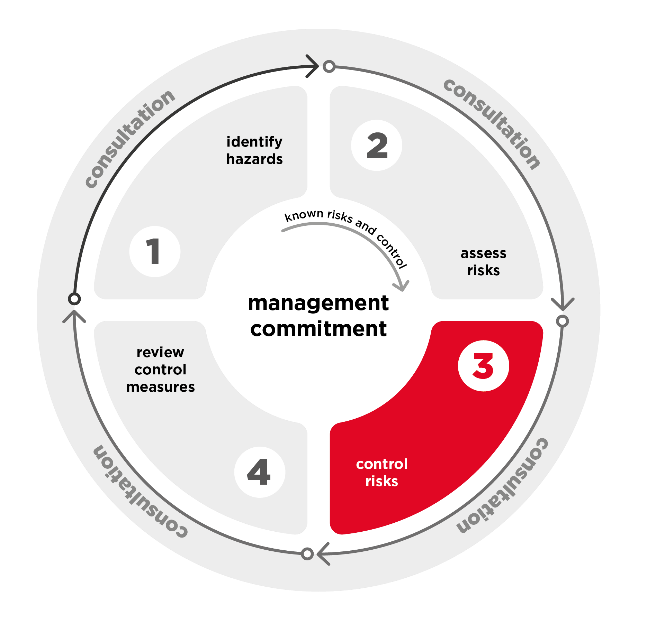 consultation
consultation
identify
hazards
1
2
assess
risks
known risks and control
management
commitment
3
control
risks
review
control
measures
4
consultation
consultation